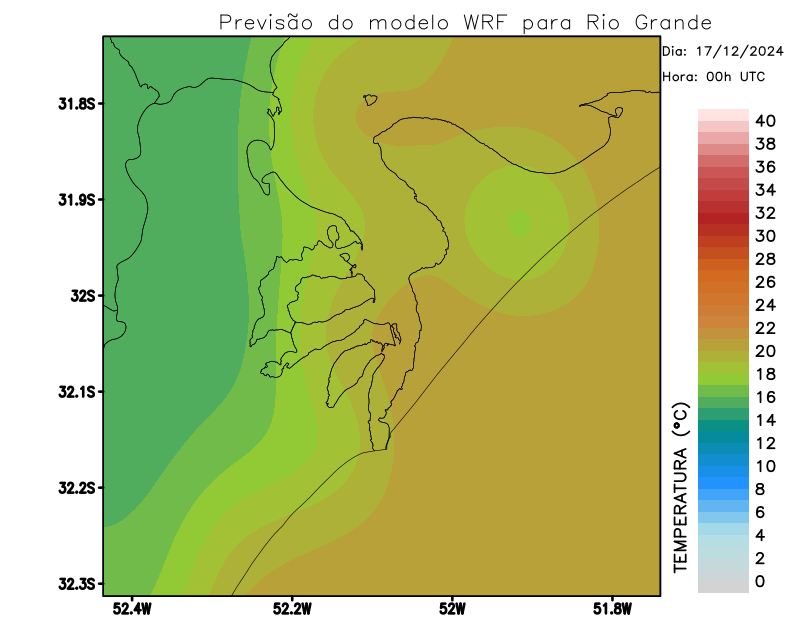 Previsão do modelo WRF para Rio Grande
Dia: 17/12/2024
Hora: 00h UTC
31.8S
31.9S
32S
32.1S
32.2S
32.3S
52.4W
52.2W
52W
51.8W
TEMPERATURA (°C)
40
38
36
34
32
30
28
26
24
22
20
18
16
14
12
10
8
6
4
2
0